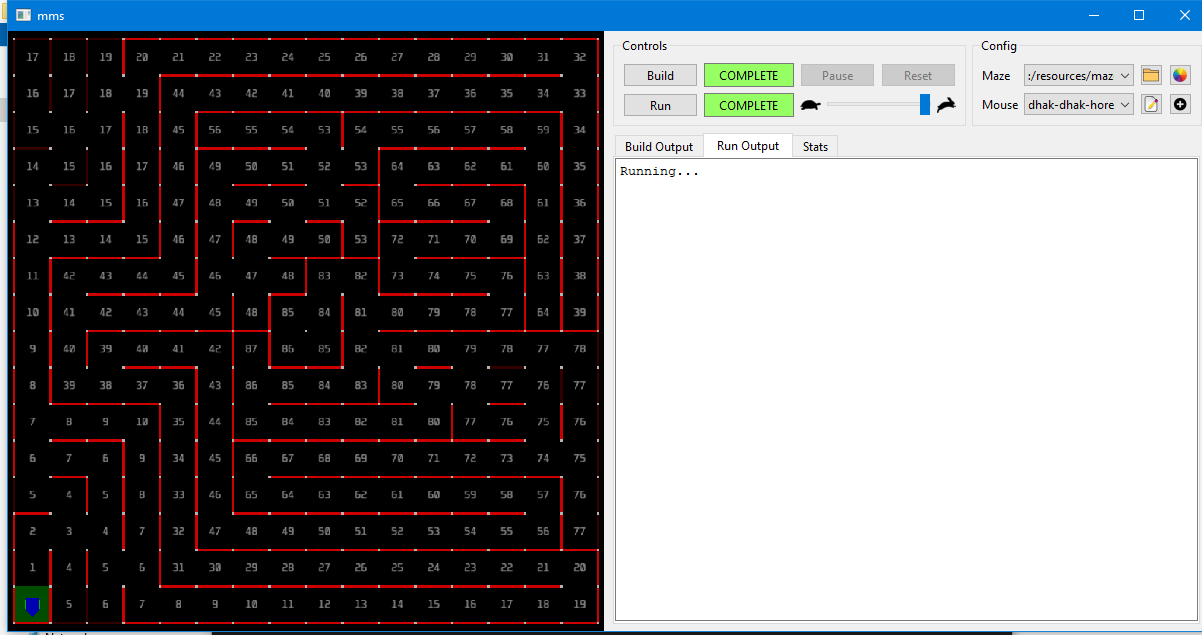 mms
17 18 19 20 21 22 23 24 25 26 27 28 29 30 31 32
16 17 18 19 44 43 42 41 40 39 38 37 36 35 34 33
15 16 17 18 45 56 55 54 53 54 55 56 57 58 59 34
14 15 16 17 46 49 50 51 52 53 64 63 62 61 60 35
13 14 15 16 47 48 49 50 51 52 65 66 67 68 61 36
12 13 14 15 46 47 48 49 50 53 72 71 70 69 62 37
11 42 43 44 45 46 47 48 83 82 73 74 75 76 63 38
10 41 42 43 44 45 48 85 84 81 80 79 78 77 64 39
9 40 39 40 41 42 87 86 85 82 81 80 79 78 77 78
8 39 38 37 36 43 86 85 84 83 80 79 78 77 76 77
7 8 9 10 35 44 85 84 83 82 81 80 77 76 75 76
6 7 6 9 34 45 66 67 68 69 70 71 72 73 74 75
5 4 5 8 33 46 65 64 63 62 61 60 59 58 57 76
2 3 4 7 32 47 48 49 50 51 52 53 54 55 56 77
1 4 5 6 31 30 29 28 27 26 25 24 23 22 21 20
5 6 7 8 9 10 11 12 13 14 15 16 17 18 19
Controls
Build COMPLETE Pause Reset
Run COMPLETE
Config
Maze :/resources/maz
Mouse dhak-dhak-hore
Build Output Run Output Stats
Running...